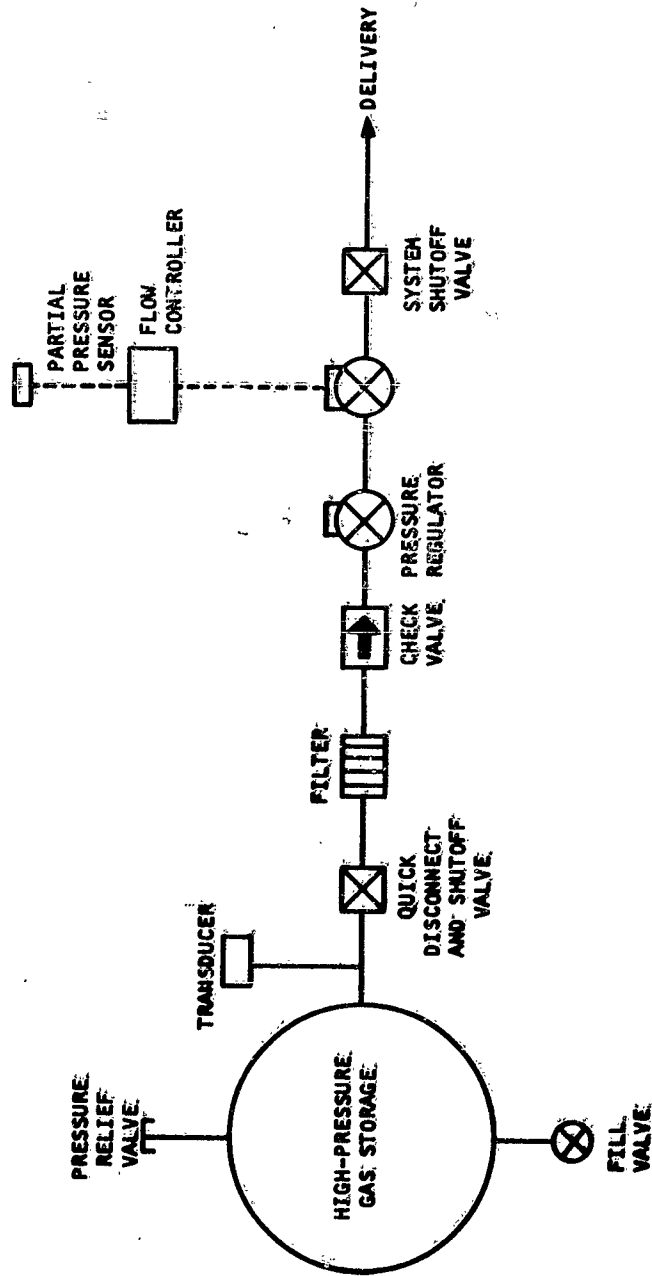 PRESSURE
RELIEF
VALVE
TRANSDUCER
HIGH-PRESSURE
GAS STORAGE
FILL
VALVE
QUICK
DISCONNECT
AND SHUTOFF
VALVE
FILTER
CHECK
VALVE
PRESSURE
REGULATOR
PARTIAL
PRESSURE
SENSOR
FLOW
CONTROLLER
SYSTEM
SHUTOFF
VALVE
DELIVERY